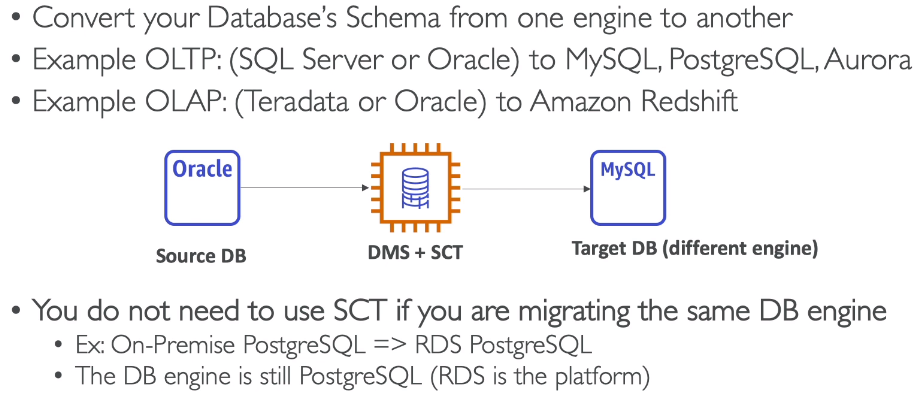 • Convert your Database's Schema from one engine to another
• Example OLTP: (SQL Server or Oracle) to MySQL, PostgreSQL, Aurora
• Example OLAP: (Teradata or Oracle) to Amazon Redshift
Oracle
MySQL
Source DB
DMS + SCT
Target DB (different engine)
• You do not need to use SCT if you are migrating the same DB engine
• Ex: On-Premise PostgreSQL => RDS PostgreSQL
• The DB engine is still PostgreSQL (RDS is the platform)